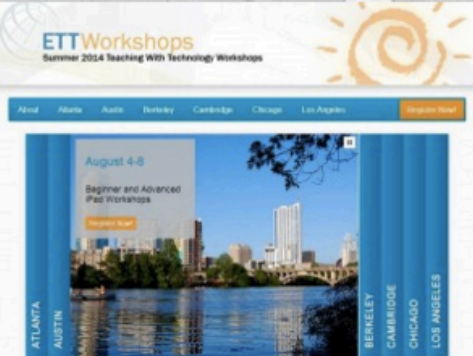 ETTWorkshops
Summer 2014 Teaching With Technology Workshops
About Atlanta Austin Berkeley Cambridge Chicago Los Angeles Register Now!
August 4-8
Beginner and Advanced
iPad Workshops
Register Now!
ATLANTA
AUSTIN
BERKELEY
CAMBRIDGE
CHICAGO
LOS ANGELES